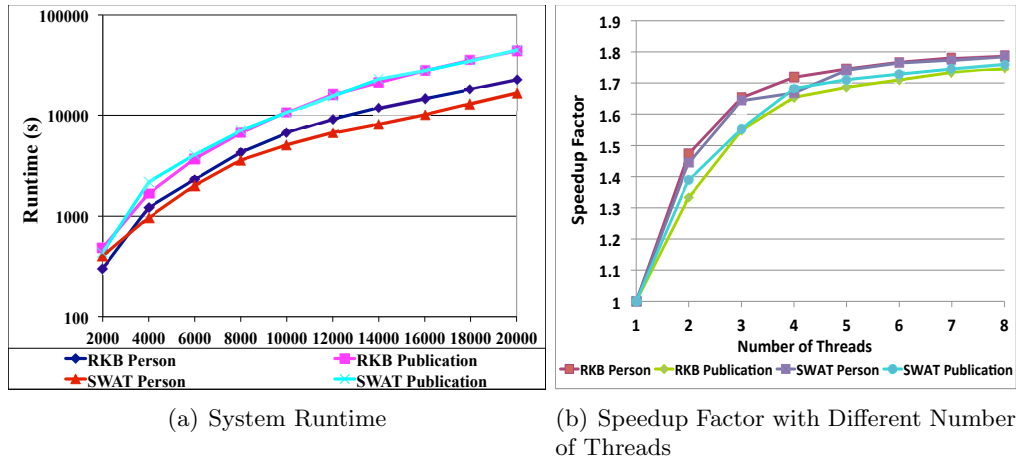 100000
10000
1000
100
Runtime (s)
2000 4000 6000 8000 10000 12000 14000 16000 18000 20000
RKB Person
RKB Publication
SWAT Person
SWAT Publication
(a) System Runtime
1.9
1.8
1.7
1.6
1.5
1.4
1.3
1.2
1.1
1
Speedup Factor
1 2 3 4 5 6 7 8
Number of Threads
RKB Person RKB Publication SWAT Person SWAT Publication
(b) Speedup Factor with Different Number
of Threads